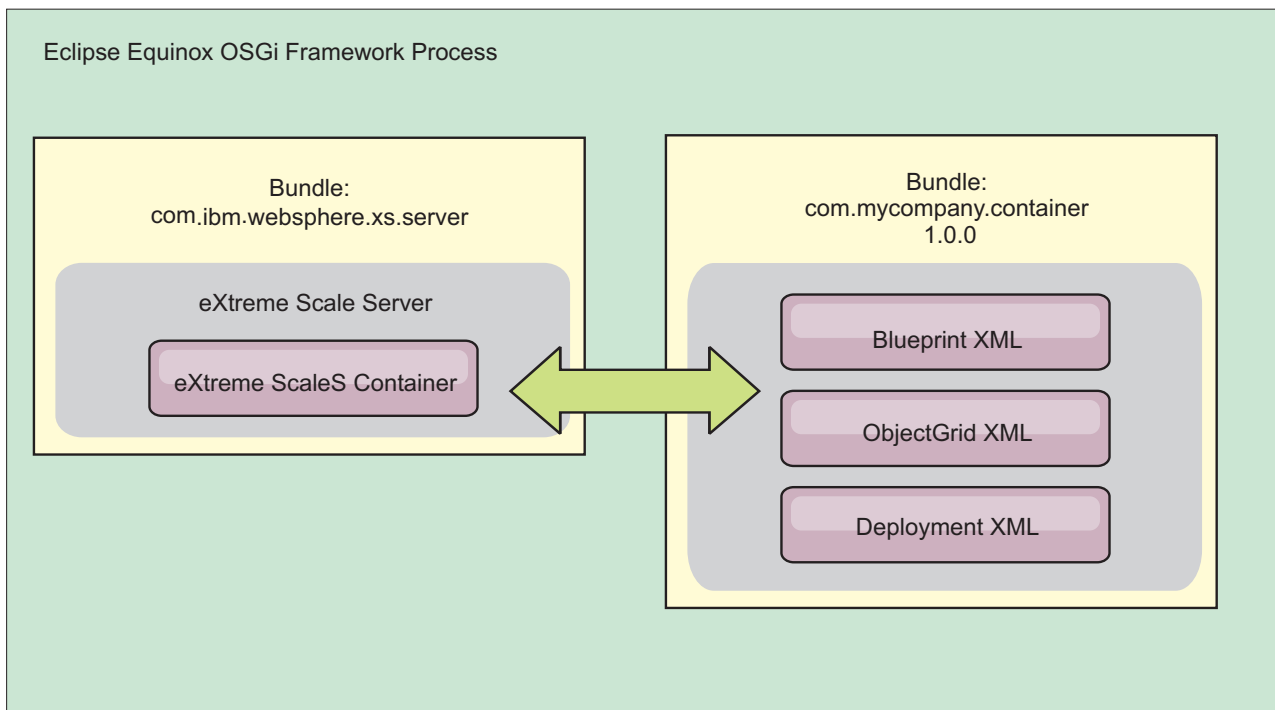 Eclipse Equinox OSGi Framework Process
Bundle:
com.ibm.websphere.xs.server
eXtreme Scale Server
eXtreme ScaleS Container
Bundle:
com.mycompany.container
1.0.0
Blueprint XML
ObjectGrid XML
Deployment XML